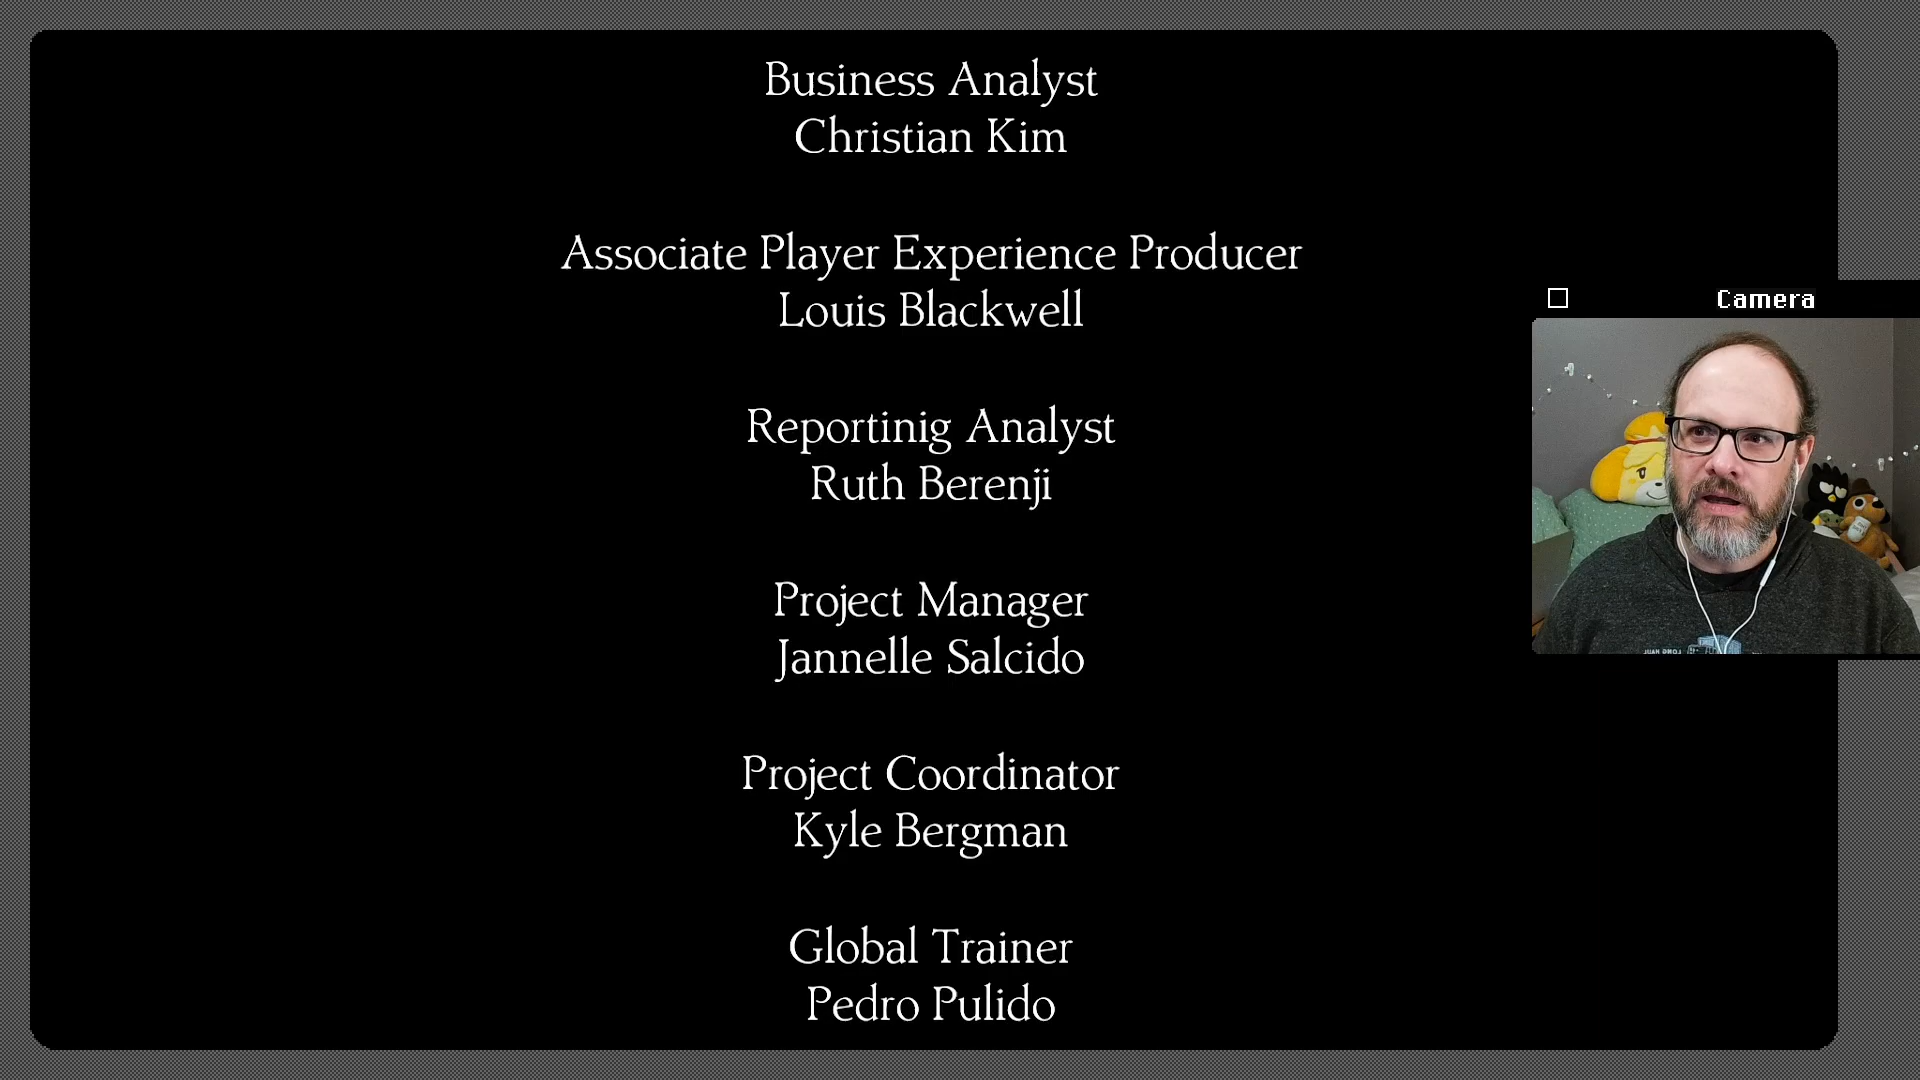 Business Analyst
Christian Kim
Associate Player Experience Producer
Louis Blackwell
Reportinig Analyst
Ruth Berenji
Project Manager
Jannelle Salcido
Project Coordinator
Kyle Bergman
Global Trainer
Pedro Pulido
Camera